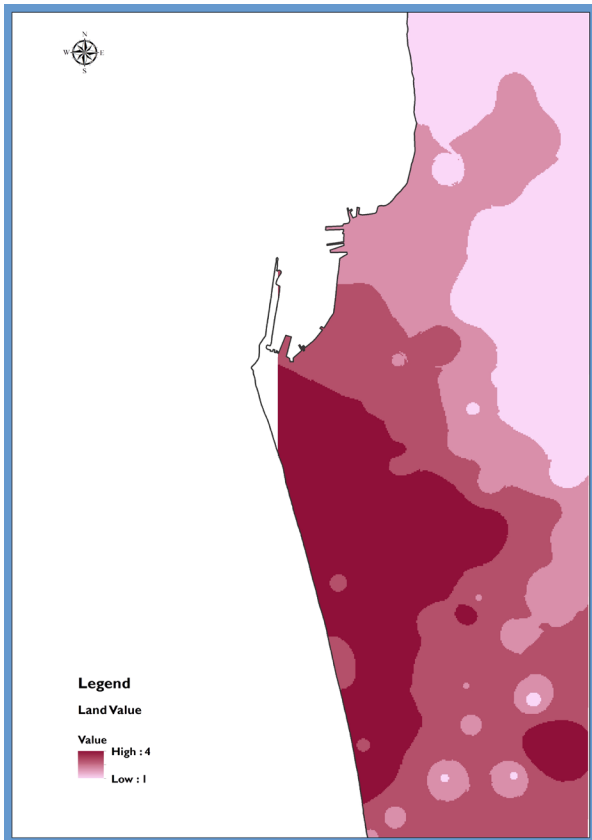 N
W E
S
Legend
Land Value
Value
High : 4
Low : 1